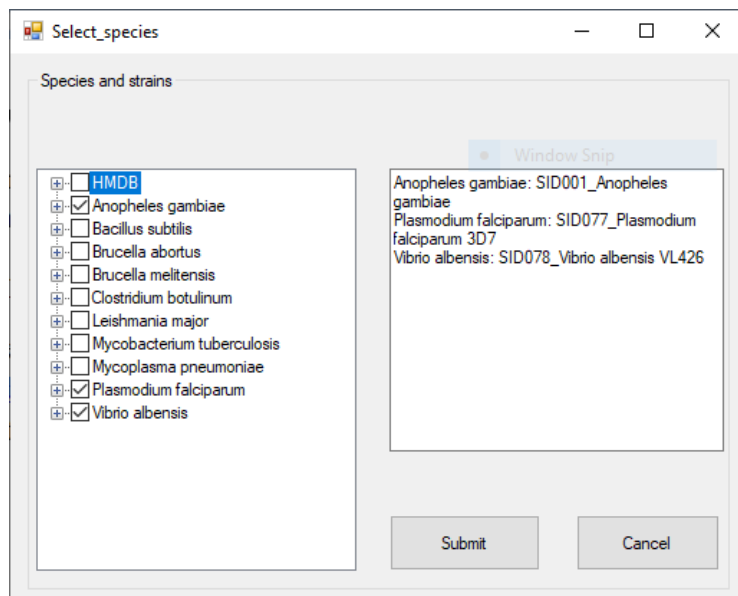 Select_species
Species and strains
Window Snip
HMDB
Anopheles gambiae
Bacillus subtilis
Brucella abortus
Brucella melitensis
Clostridium botulinum
Leishmania major
Mycobacterium tuberculosis
Mycoplasma pneumoniae
Plasmodium falciparum
Vibrio albensis
Anopheles gambiae: SID001_Anopheles
gambiae
Plasmodium falciparum: SID077_Plasmodium
falciparum 3D7
Vibrio albensis: SID078_Vibrio albensis VL426
Submit
Cancel